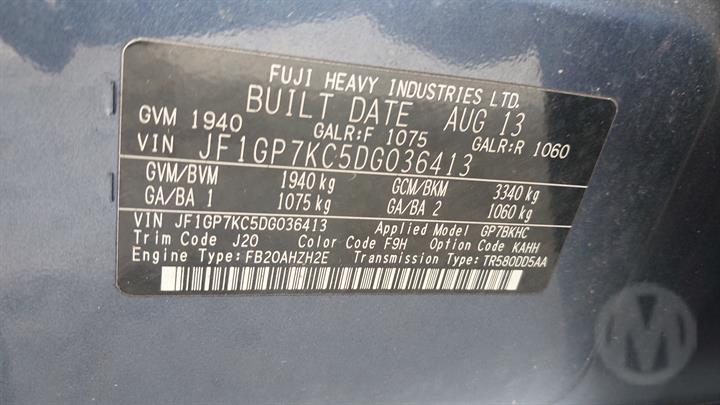 FUJI HEAVY INDUSTRIES LTD.
BUILT DATE AUG 13
GVM 1940 GALR:F 1075 GALR:R 1060
VIN JF1GP7KC5DG036413
GVM/BVM 1940 kg GCM/BKM 3340 kg
GA/BA 1 1075 kg GA/BA 2 1060 kg
VIN JF1GP7KC5DG036413 Applied Model GP7BKHC
Trim Code J20 Color Code F9H Option Code KAHH
Engine Type:FB20AHZH2E Transmission Type:TR580DD5AA
M